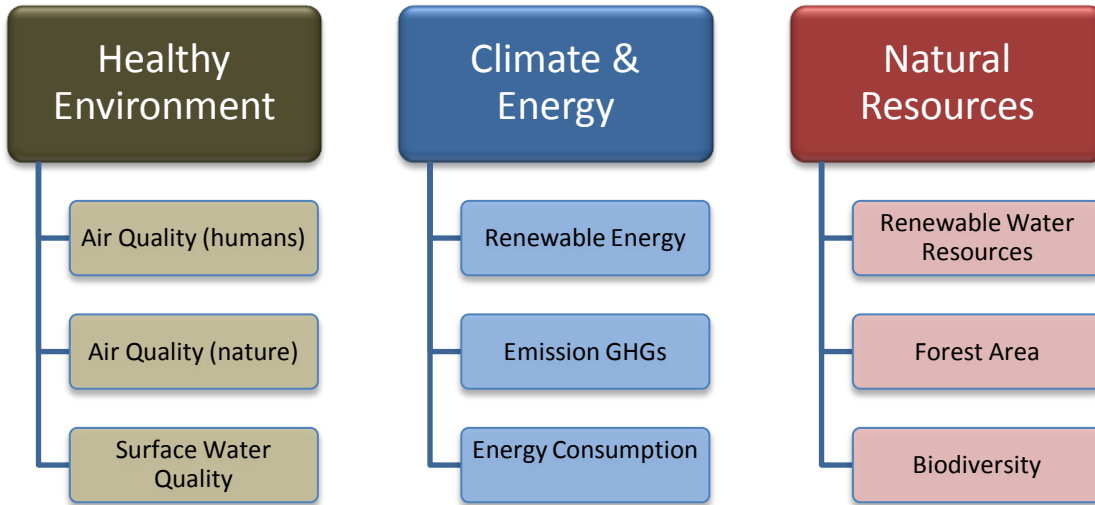 Healthy
Environment
Air Quality (humans)
Air Quality (nature)
Surface Water
Quality
Climate &
Energy
Renewable Energy
Emission GHGs
Energy Consumption
Natural
Resources
Renewable Water
Resources
Forest Area
Biodiversity